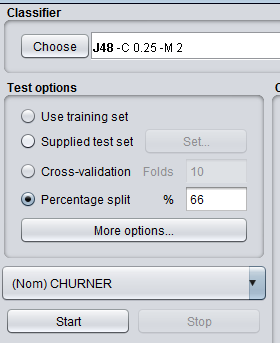 Classifier
Choose J48 -C 0.25 -M 2
Test options
Use training set
Supplied test set Set...
Cross-validation Folds 10
Percentage split % 66
More options...
(Nom) CHURNER
Start Stop